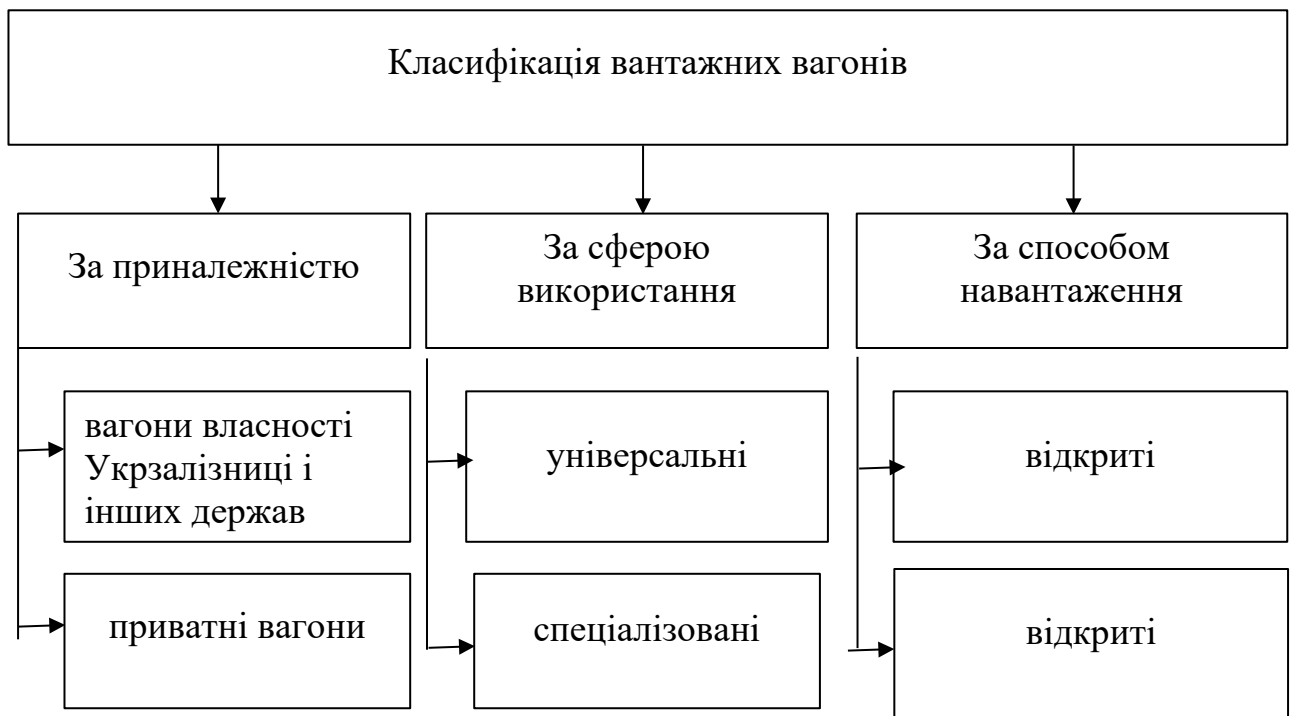 Класифікація вантажних вагонів
За приналежністю
За сферою
використання
За способом
навантаження
вагони власності
Укрзалізниці і
інших держав
універсальні
відкриті
приватні вагони
спеціалізовані
відкриті